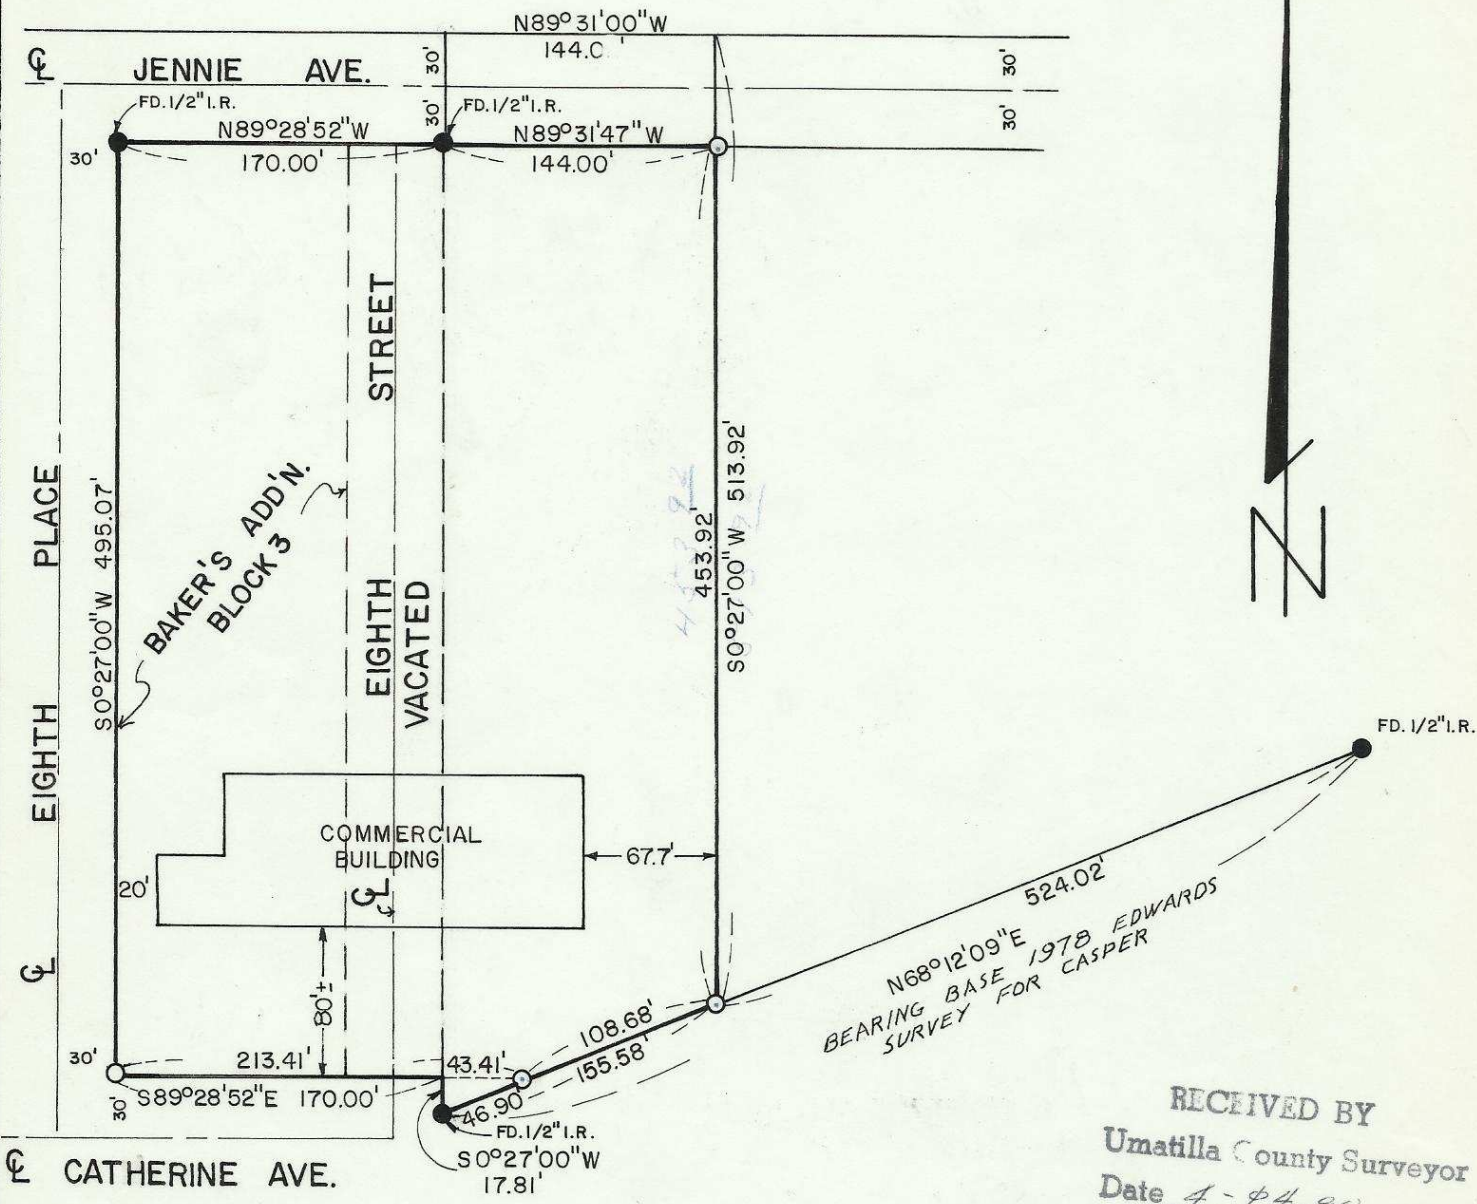 N89°31'00"W
144.0 '
℄ JENNIE AVE.
30'
30'
30'
30'
FD.1/2"I.R.
FD.1/2"I.R.
N89°28'52"W
170.00'
N89°31'47"W
144.00'
30'
STREET
EIGHTH
VACATED
BAKER'S ADD'N.
BLOCK 3
S0°27'00"W 495.07'
℄ EIGHTH PLACE
453.92'
S0°27'00"W 513.92'
453.92
N
FD. 1/2"I.R.
COMMERCIAL
BUILDING
℄
67.7'
20'
80'±
524.02'
N68°12'09"E
BEARING BASE 1978 EDWARDS
SURVEY FOR CASPER
30'
213.41'
43.41'
108.68'
155.58'
S89°28'52"E 170.00'
30'
46.90'
FD.1/2"I.R.
S0°27'00"W
17.81'
℄ CATHERINE AVE.
RECEIVED BY
Umatilla County Surveyor
Date